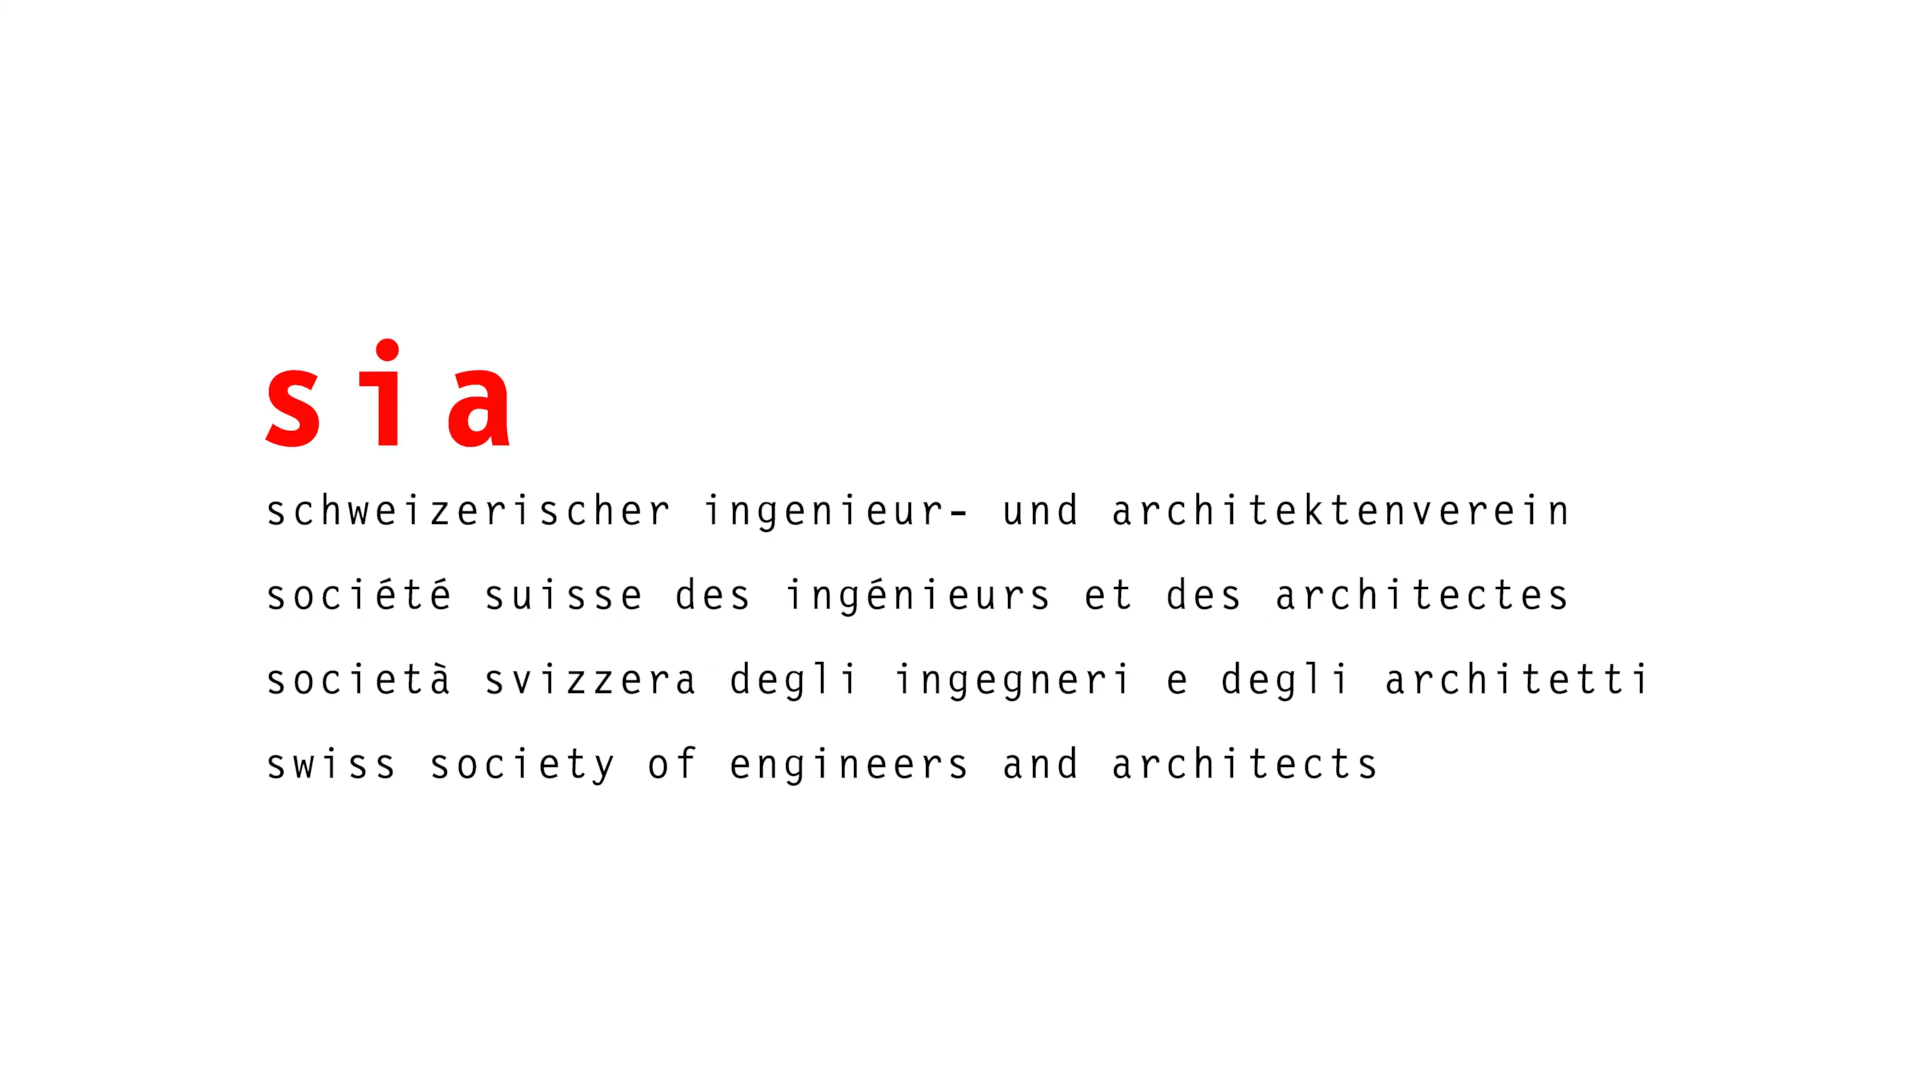 sia
schweizerischer ingenieur- und architektenverein
société suisse des ingénieurs et des architectes
società svizzera degli ingegneri e degli architetti
swiss society of engineers and architects